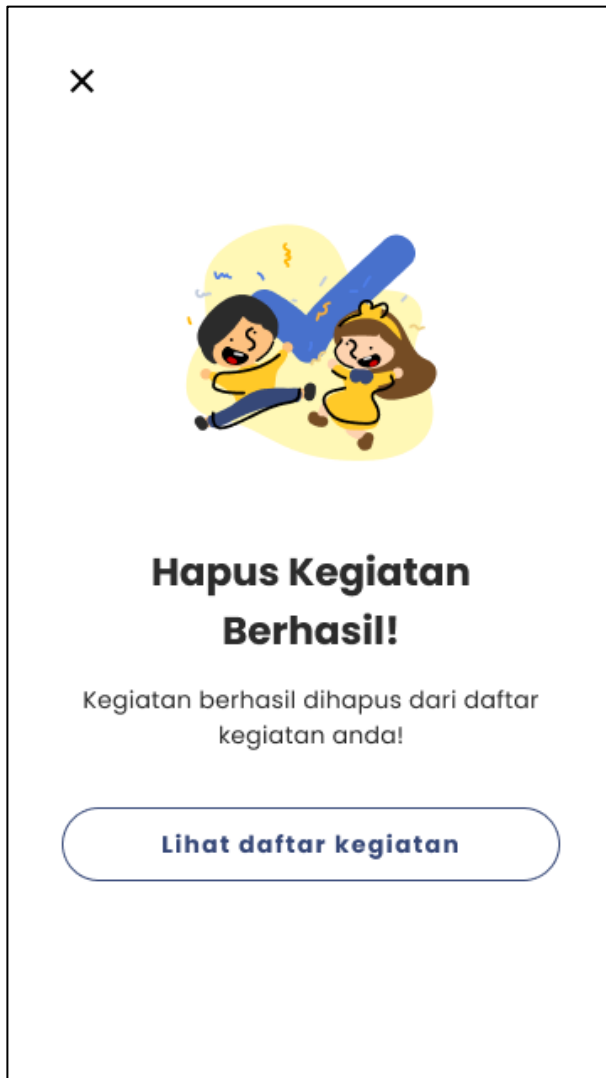 Hapus Kegiatan
Berhasil!
Kegiatan berhasil dihapus dari daftar
kegiatan anda!
Lihat daftar kegiatan